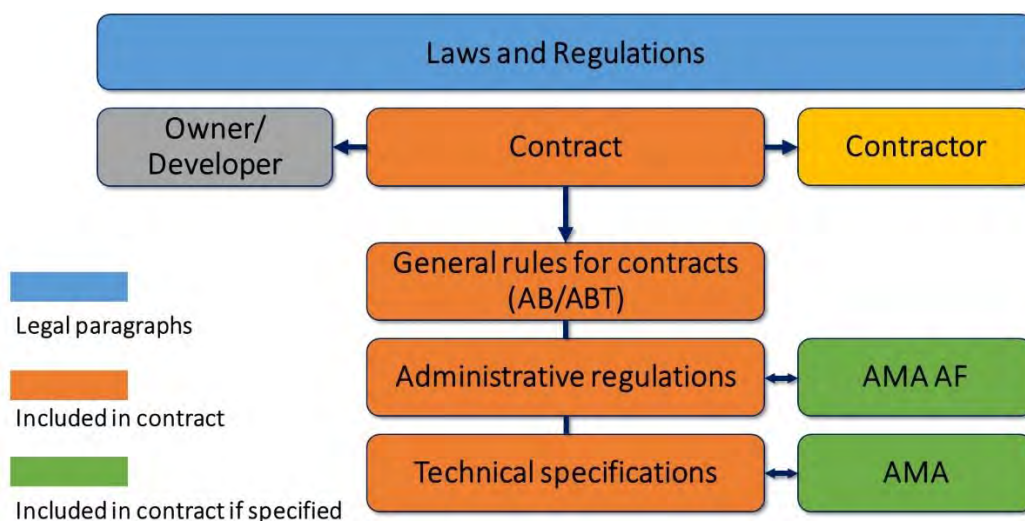 Laws and Regulations
Owner/
Developer
Contract
Contractor
General rules for contracts
(AB/ABT)
Legal paragraphs
Administrative regulations
AMA AF
Included in contract
Technical specifications
AMA
Included in contract if specified